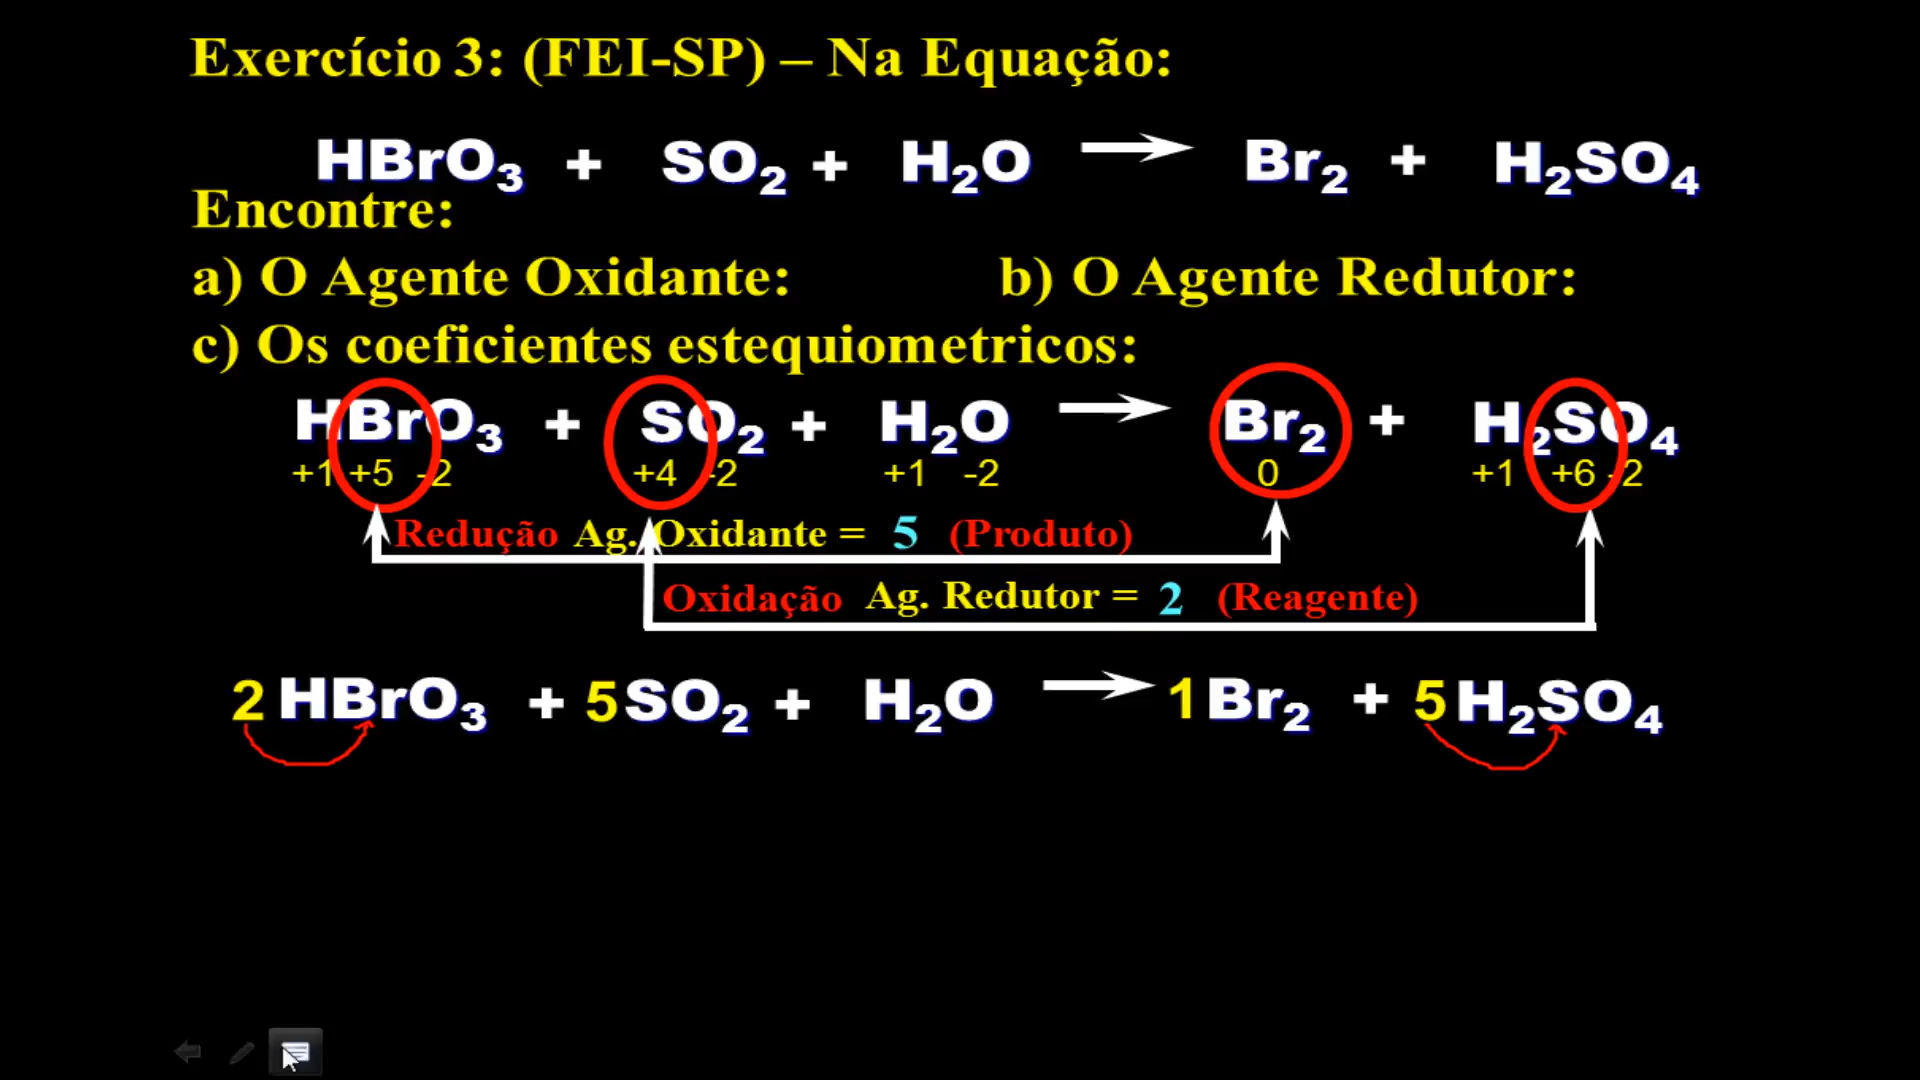 Exercício 3: (FEI-SP) – Na Equação:
HBrO₃ + SO₂ + H₂O → Br₂ + H₂SO₄
Encontre:
a) O Agente Oxidante: b) O Agente Redutor:
c) Os coeficientes estequiometricos:
HBrO₃ + SO₂ + H₂O → Br₂ + H₂SO₄
+1 +5 -2 +4 -2 +1 -2 0 +1 +6 -2
Redução Ag. Oxidante = 5 (Produto)
Oxidação Ag. Redutor = 2 (Reagente)
2 HBrO₃ + 5 SO₂ + H₂O → 1 Br₂ + 5 H₂SO₄